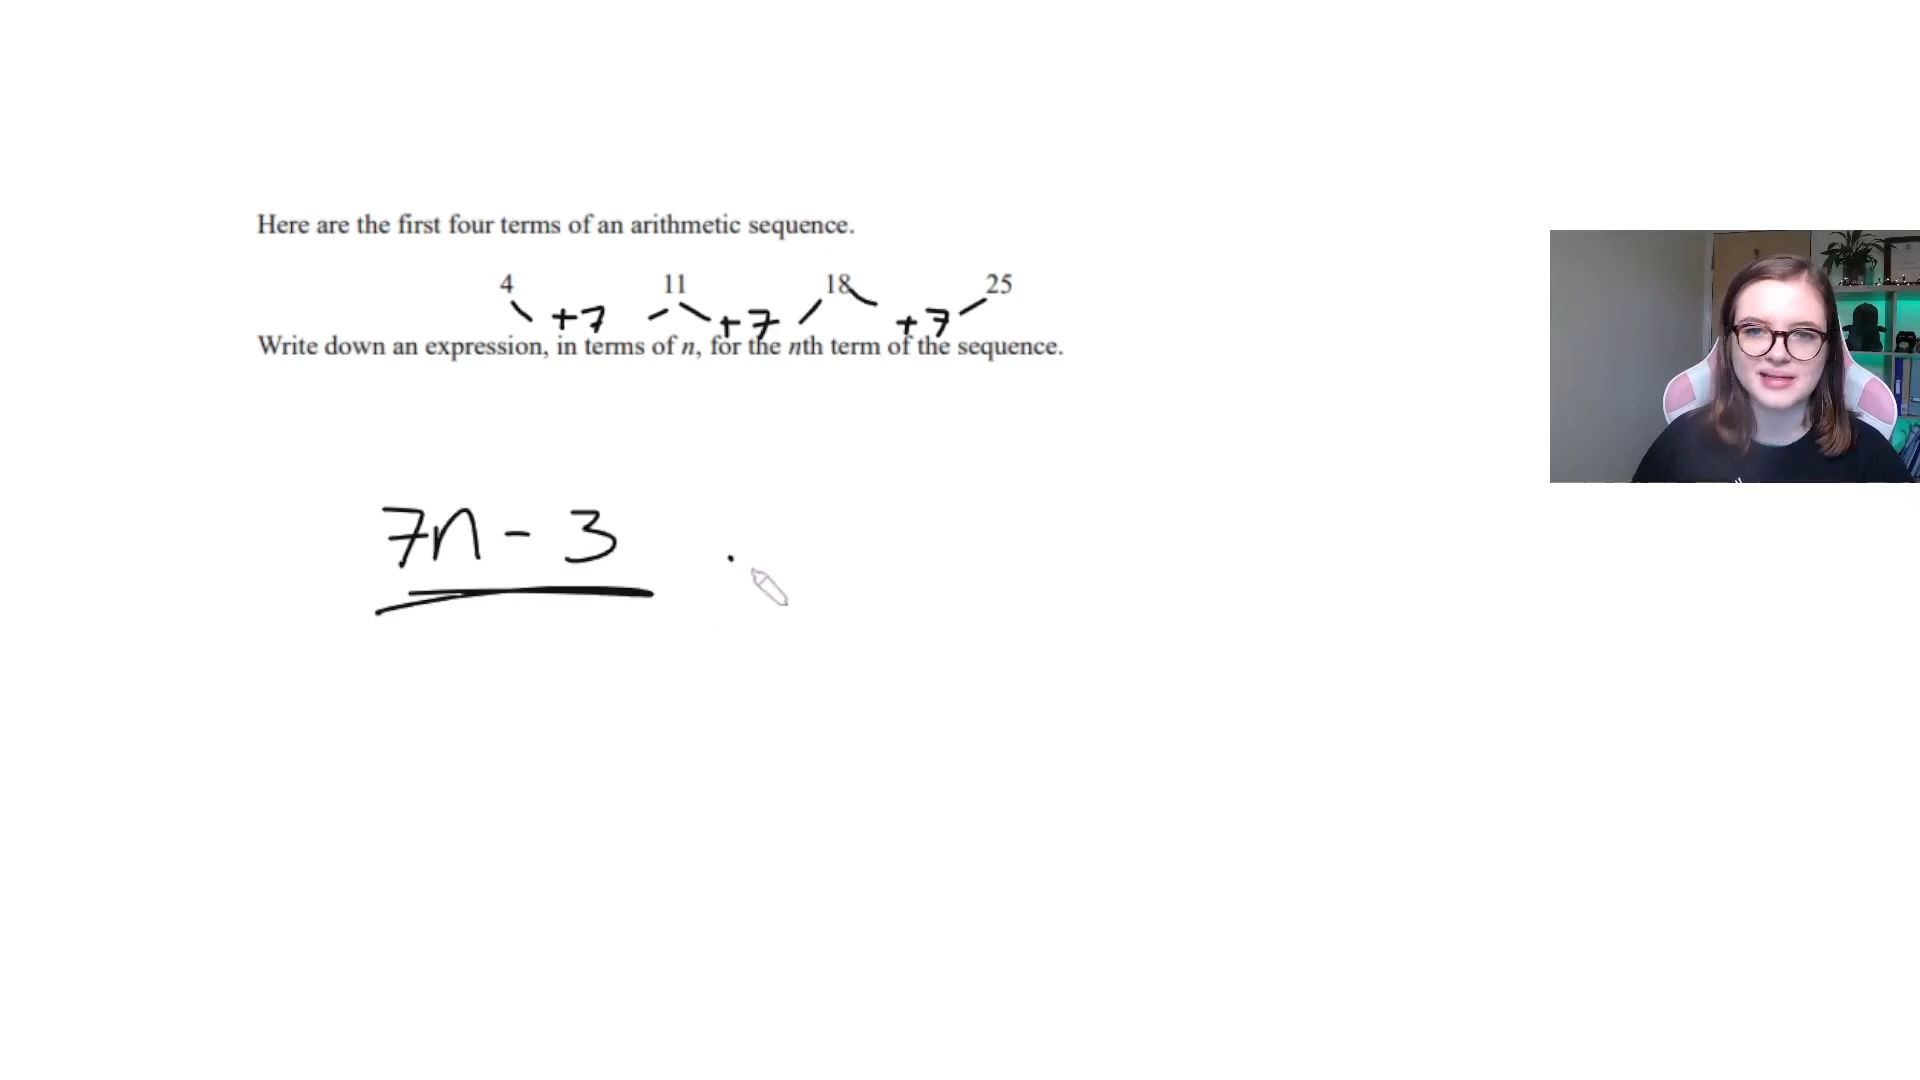 Here are the first four terms of an arithmetic sequence.
4 11 18 25
+7 +7 +7
Write down an expression, in terms of n, for the nth term of the sequence.
7n - 3